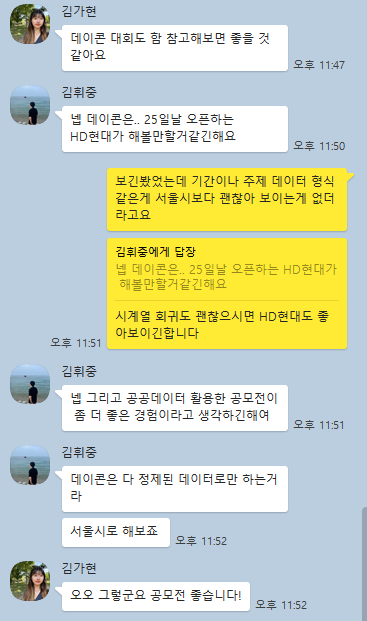 김가현
데이콘 대회도 함 참고해보면 좋을 것
같아요
오후 11:47
김휘중
넵 데이콘은.. 25일날 오픈하는
HD현대가 해볼만할거같긴해요
오후 11:50
보긴봤었는데 기간이나 주제 데이터 형식
같은게 서울시보다 괜찮아 보이는게 없더
라고요
김휘중에게 답장
넵 데이콘은.. 25일날 오픈하는 HD현대가
해볼만할거같긴해요
시계열 회귀도 괜찮으시면 HD현대도 좋
아보이긴합니다
오후 11:51
김휘중
넵 그리고 공공데이터 활용한 공모전이
좀 더 좋은 경험이라고 생각하긴해여
오후 11:51
김휘중
데이콘은 다 정제된 데이터로만 하는거
라
서울시로 해보죠
오후 11:52
김가현
오오 그렇군요 공모전 좋습니다!
오후 11:52